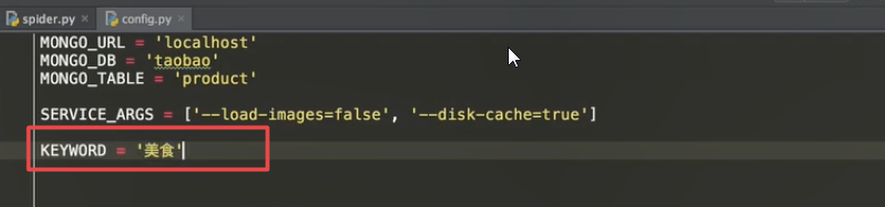 spider.py × config.py ×
MONGO_URL = 'localhost'
MONGO_DB = 'taobao'
MONGO_TABLE = 'product'
SERVICE_ARGS = ['--load-images=false', '--disk-cache=true']
KEYWORD = '美食'